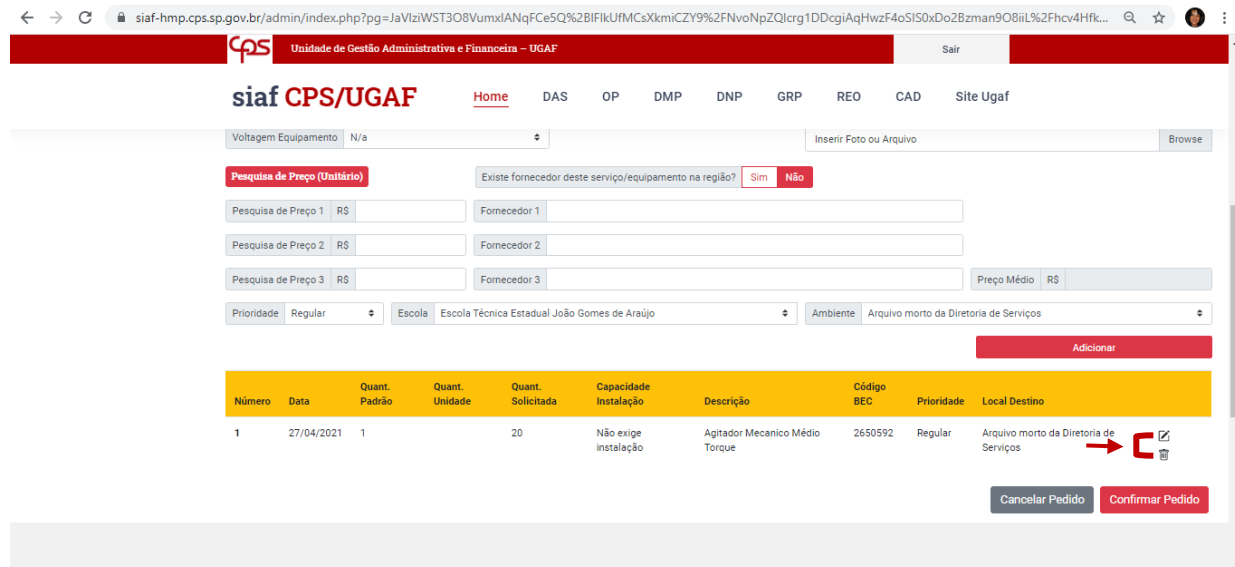 siaf-hmp.cps.sp.gov.br/admin/index.php?pg=JaVIziWST3O8VumxIANqFCe5Q%2BIFIkUfMCsXkmiCZY9%2FNvoNpZQIcrg1DDcgiAqHwzF4oSIS0xDo2Bzman9O8iiL%2Fhcv4Hfk...
cps Unidade de Gestão Administrativa e Financeira – UGAF Sair
siaf CPS/UGAF Home DAS OP DMP DNP GRP REO CAD Site Ugaf
Voltagem Equipamento N/a Inserir Foto ou Arquivo Browse
Pesquisa de Preço (Unitário) Existe fornecedor deste serviço/equipamento na região? Sim Não
Pesquisa de Preço 1 R$ Fornecedor 1
Pesquisa de Preço 2 R$ Fornecedor 2
Pesquisa de Preço 3 R$ Fornecedor 3 Preço Médio R$
Prioridade Regular Escola Escola Técnica Estadual João Gomes de Araújo Ambiente Arquivo morto da Diretoria de Serviços
Adicionar
Número Data Quant. Padrão Quant. Unidade Quant. Solicitada Capacidade Instalação Descrição Código BEC Prioridade Local Destino
1 27/04/2021 1 20 Não exige instalação Agitador Mecanico Médio Torque 2650592 Regular Arquivo morto da Diretoria de Serviços
Cancelar Pedido Confirmar Pedido